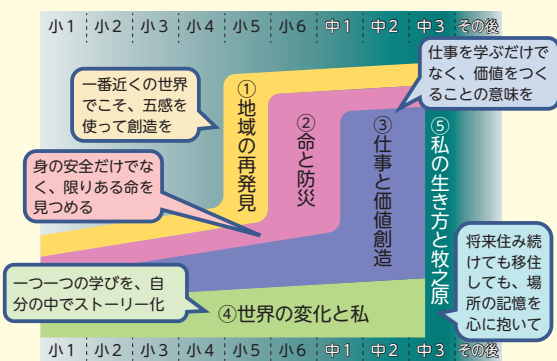 小1 小2 小3 小4 小5 小6 中1 中2 中3 その後
一番近くの世界
でこそ、五感を
使って創造を
仕事を学ぶだけで
なく、価値をつく
ることの意味を
①地域の再発見
②命と防災
③仕事と価値創造
⑤私の生き方と牧之原
身の安全だけでな
く、限りある命を
見つめる
一つ一つの学びを、自
分の中でストーリー化
④世界の変化と私
将来住み続
けても移住
しても、場
所の記憶を
心に抱いて
小1 小2 小3 小4 小5 小6 中1 中2 中3 その後